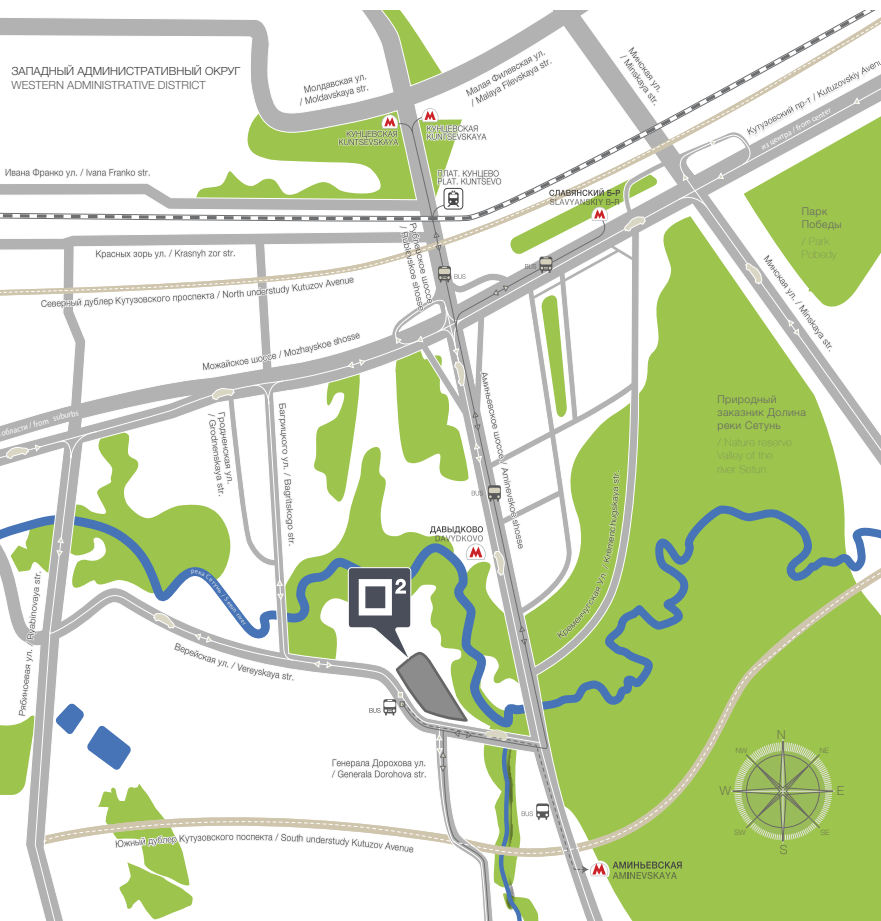 ЗАПАДНЫЙ АДМИНИСТРАТИВНЫЙ ОКРУГ
WESTERN ADMINISTRATIVE DISTRICT
Молдавская ул.
/ Moldavskaya str.
Малая Филевская ул.
/ Malaya Filevskaya str.
Минская ул.
/ Minskaya str.
Кутузовский пр-т / Kutuzovskiy Avenu
из центра / from center
КУНЦЕВСКАЯ
KUNTSEVSKAYA
КУНЦЕВСКАЯ
KUNTSEVSKAYA
Ивана Франко ул. / Ivana Franko str.
ПЛАТ. КУНЦЕВО
PLAT. KUNTSEVO
СЛАВЯНСКИЙ Б-Р
SLAVYANSKIY B-R
Парк
Победы
/ Park
Pobedy
Рублевское шоссе
/ Rublevskoe shosse
Красных зорь ул. / Krasnyh zor str.
BUS
BUS
Минская ул. / Minskaya str.
Северный дублер Кутузовского проспекта / North understudy Kutuzov Avenue
Можайское шоссе / Mozhayskoe shosse
области / from suburbs
Гродненская ул.
/ Grodnenskaya str.
Багрицкого ул. / Bagritskogo str.
Аминьевское шоссе / Aminevskoe shosse
Природный
заказник Долина
реки Сетунь
/ Nature reserve
Valley of the
river Setun
BUS
Кременчугская ул. / Kremenchugskaya str.
ДАВЫДКОВО
DAVYDKOVO
река Сетунь /
river
2
Рябиновая ул. / Ryabinovaya str.
Верейская ул. / Vereyskaya str.
BUS
Генерала Дорохова ул.
/ Generala Dorohova str.
BUS
Южный дублер Кутузовского поспекта / South understudy Kutuzov Avenue
АМИНЬЕВСКАЯ
AMINEVSKAYA
N
NW
NE
W
E
SW
SE
S